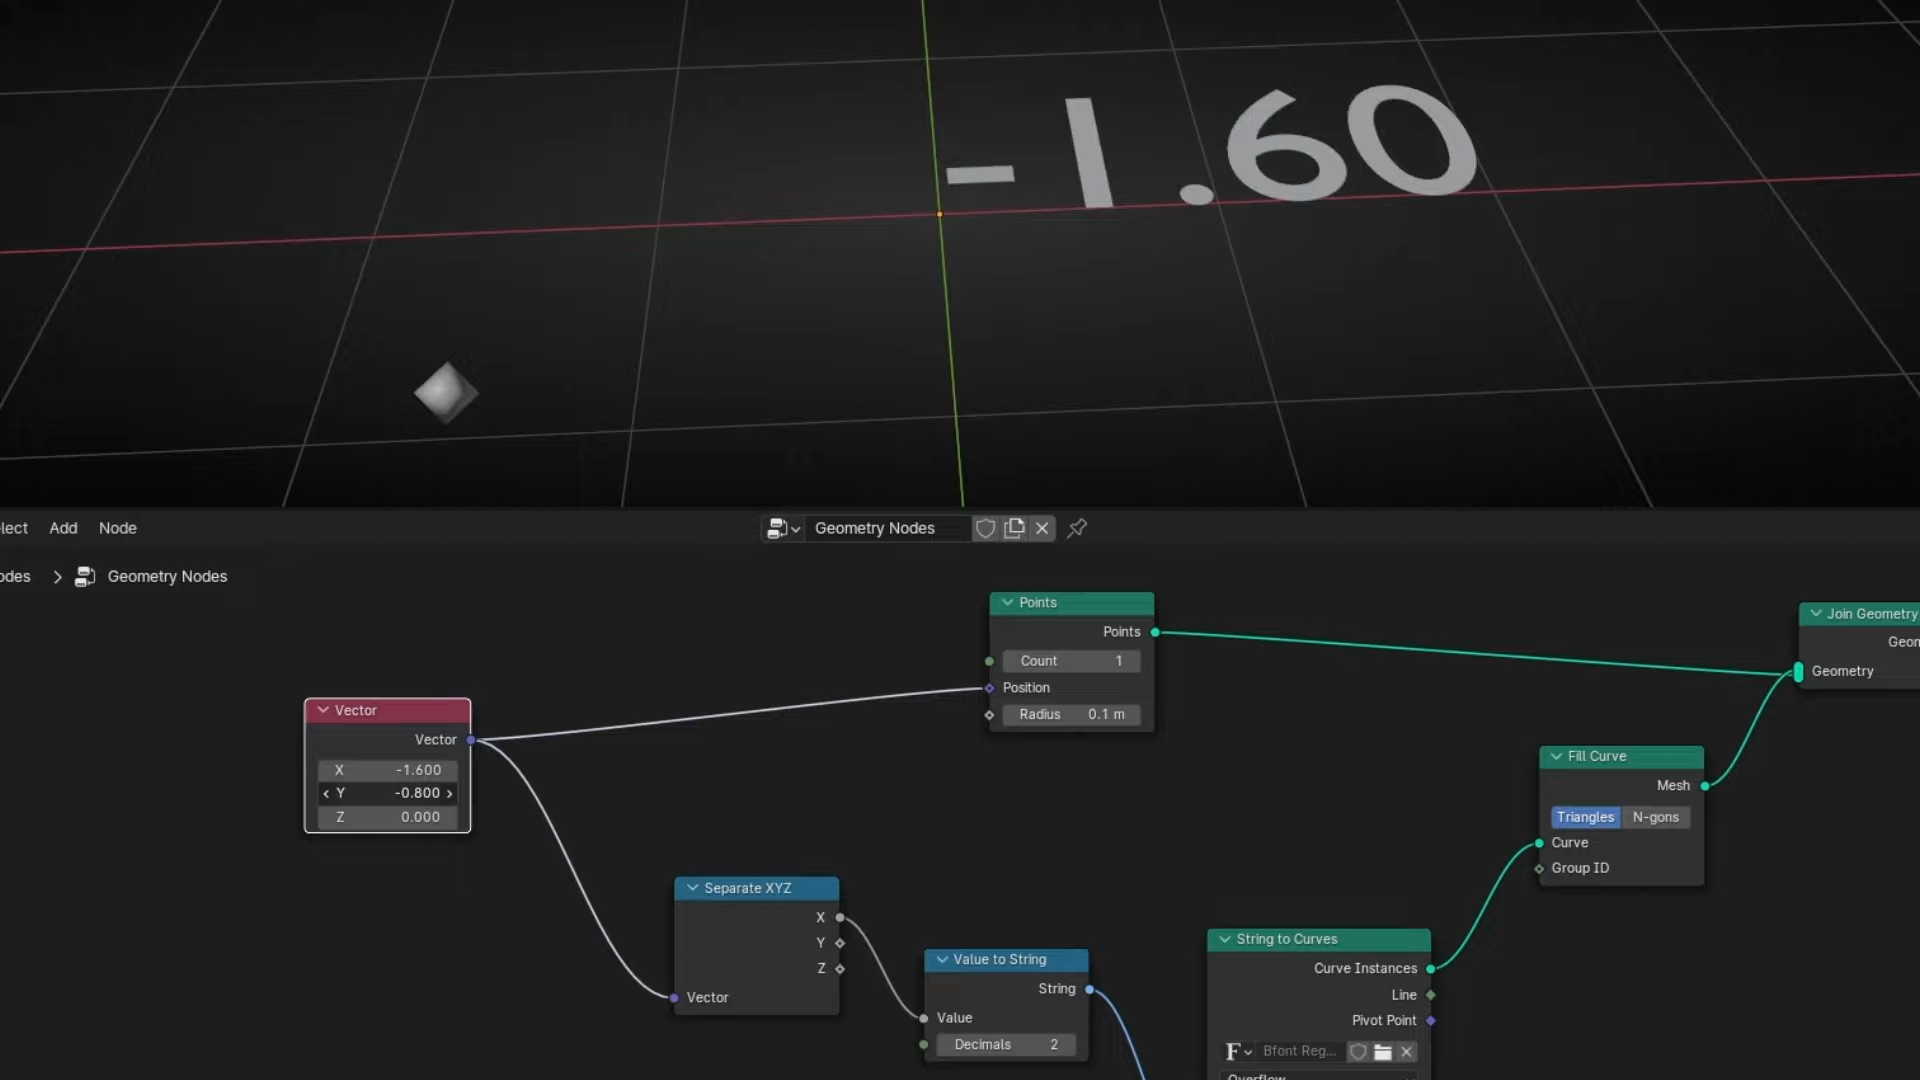 -1.60
lect Add Node
Geometry Nodes
odes > Geometry Nodes
Points
Points
Count 1
Position
Radius 0.1 m
Join Geometry
Geon
Geometry
Vector
Vector
X -1.600
Y -0.800
Z 0.000
Fill Curve
Mesh
Triangles N-gons
Curve
Group ID
Separate XYZ
X
Y
Z
Vector
Value to String
String
Value
Decimals 2
String to Curves
Curve Instances
Line
Pivot Point
F Bfont Reg...
Overflow